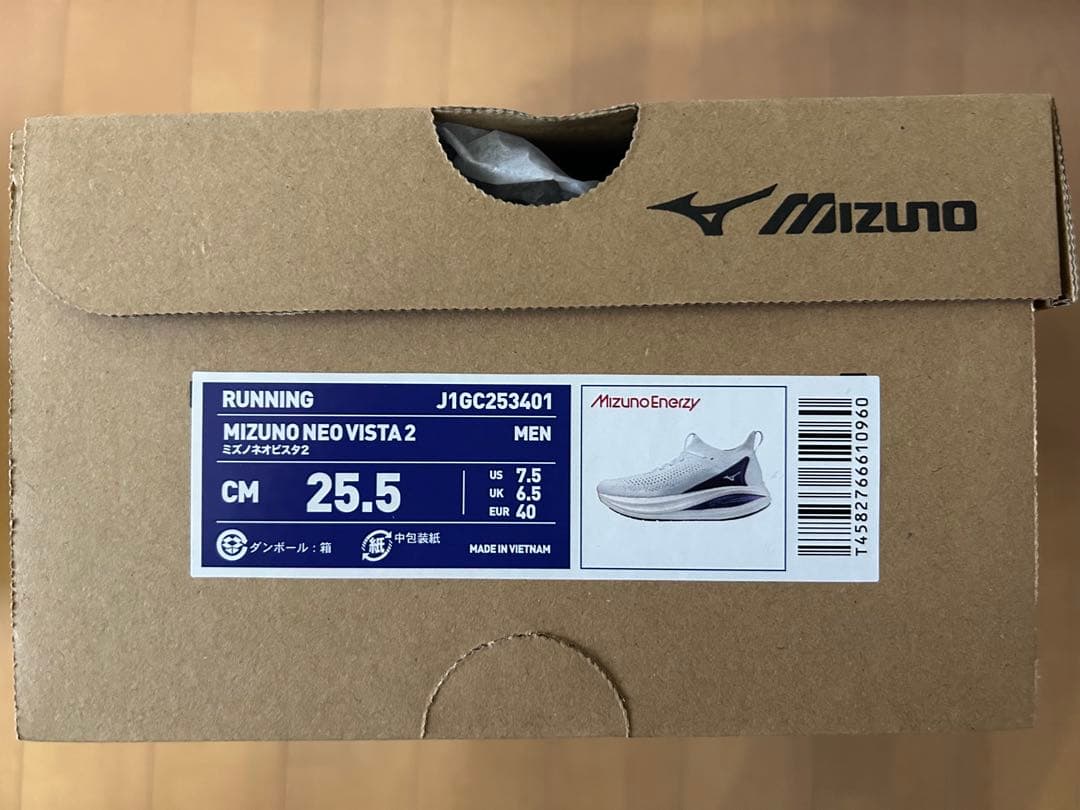 MIZUNO
RUNNING J1GC253401
MIZUNO NEO VISTA 2 MEN
ミズノネオビスタ2
CM 25.5
US 7.5
UK 6.5
EUR 40
ダンボール：箱
紙 中包装紙
MADE IN VIETNAM
MizunoEnerzy
T4582766610960